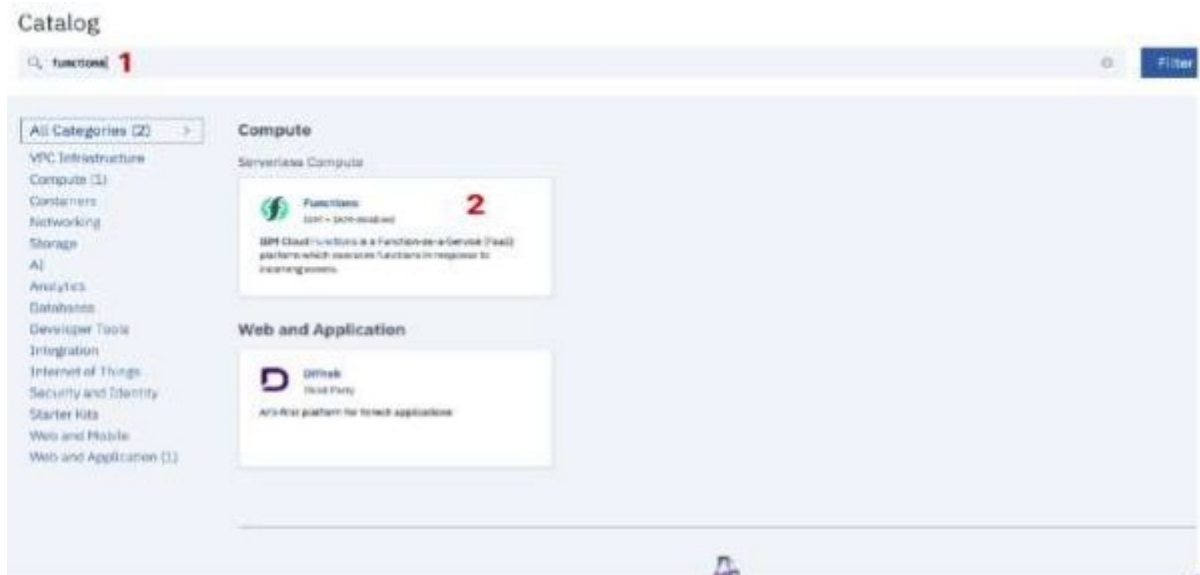 Catalog
functions 1
Filter
All Categories (2) >
VPC Infrastructure
Compute (1)
Containers
Networking
Storage
AI
Analytics
Databases
Developer Tools
Integration
Internet of Things
Security and Identity
Starter Kits
Web and Mobile
Web and Application (1)
Compute
Serverless Compute
Functions 2
IBM • IAM-enabled
IBM Cloud Functions is a Function-as-a-Service (FaaS)
platform which executes functions in response to
incoming events.
Web and Application
Third Party
platform for fintech applications